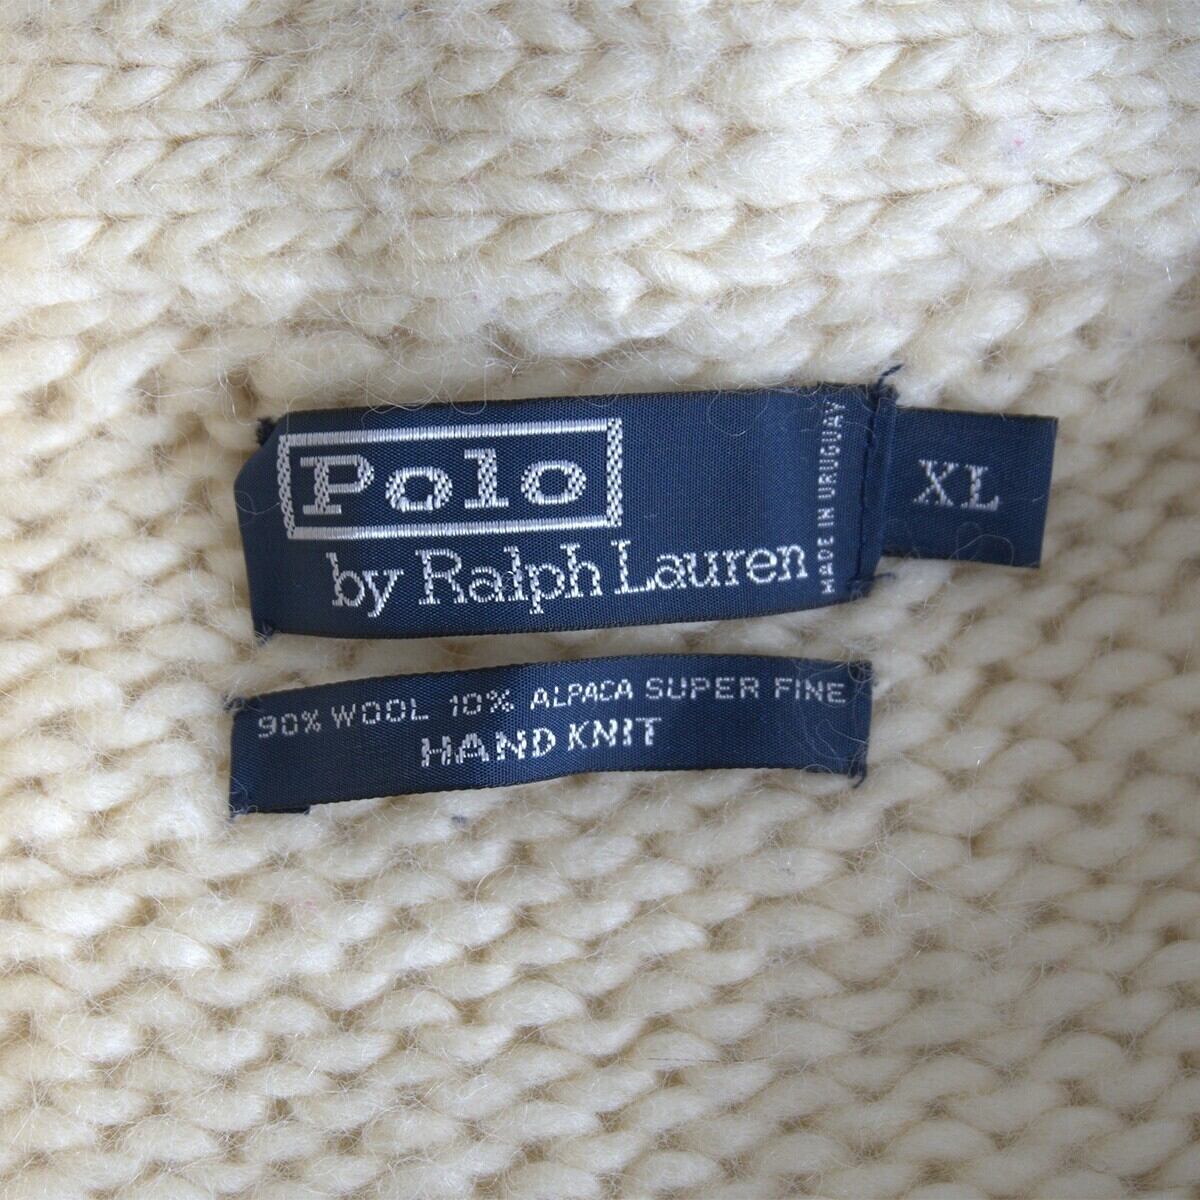 Polo
by Ralph Lauren
MADE IN URUGUAY
XL
90% WOOL 10% ALPACA SUPER FINE
HAND KNIT